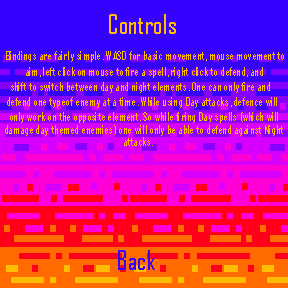 Controls
Bindings are fairly simple. WASD for basic movement, mouse movement to
aim, left click on mouse to fire a spell, right click to defend, and
shift to switch between day and night elements. One can only fire and
defend one type of enemy at a time. While using Day attacks, defence will
only work on the opposite element. So while firing Day spells (which will
damage day themed enemies) one will only be able to defend against Night
attacks.
Back